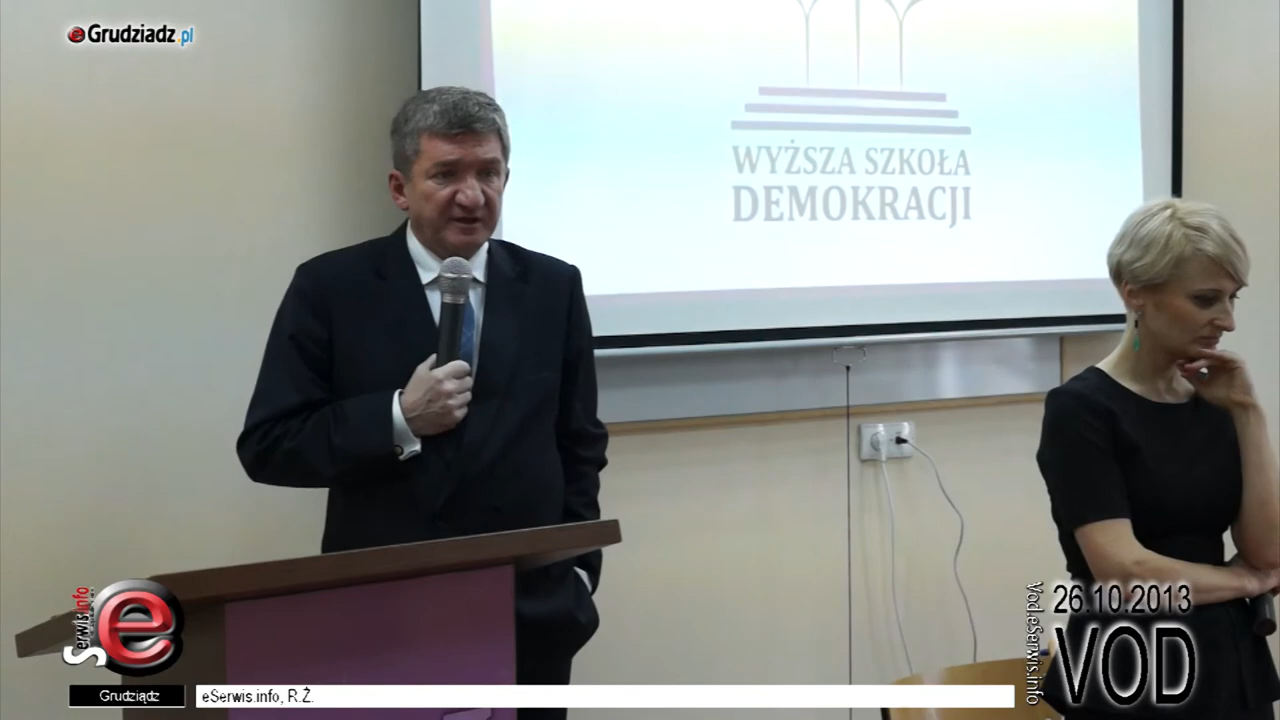 eGrudziadz.pl
WYŻSZA SZKOŁA
DEMOKRACJI
Serwis.info
e
26.10.2013
Vod.eSerwis.info
VOD
Grudziądz
eSerwis.info, R.Ż.